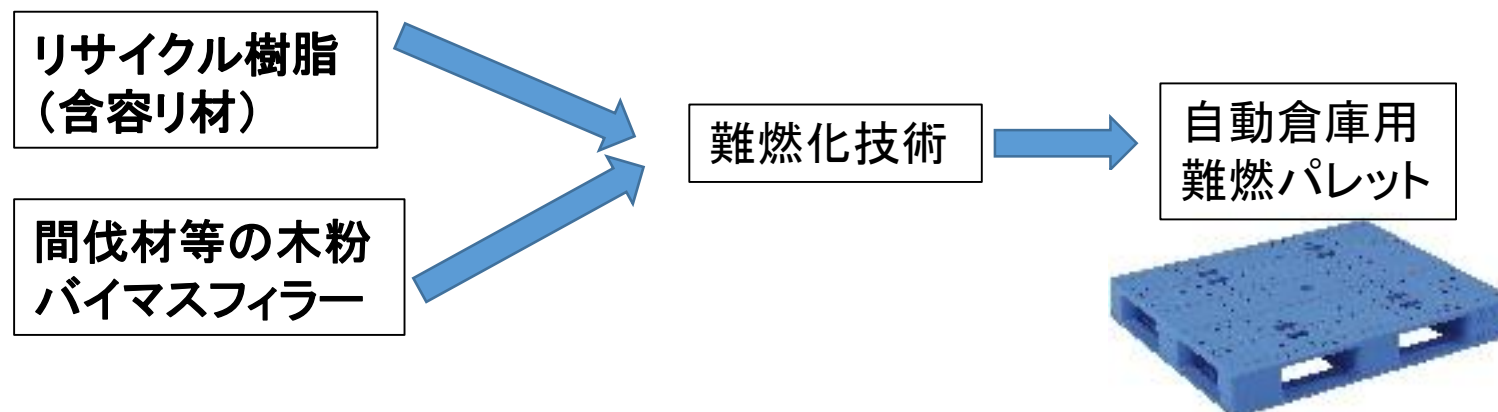 リサイクル樹脂
（含容リ材）
間伐材等の木粉
バイマスフィラー
難燃化技術
自動倉庫用
難燃パレット